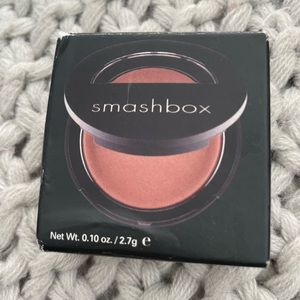 smashbox
Net Wt. 0.10 oz. / 2.7g ℮